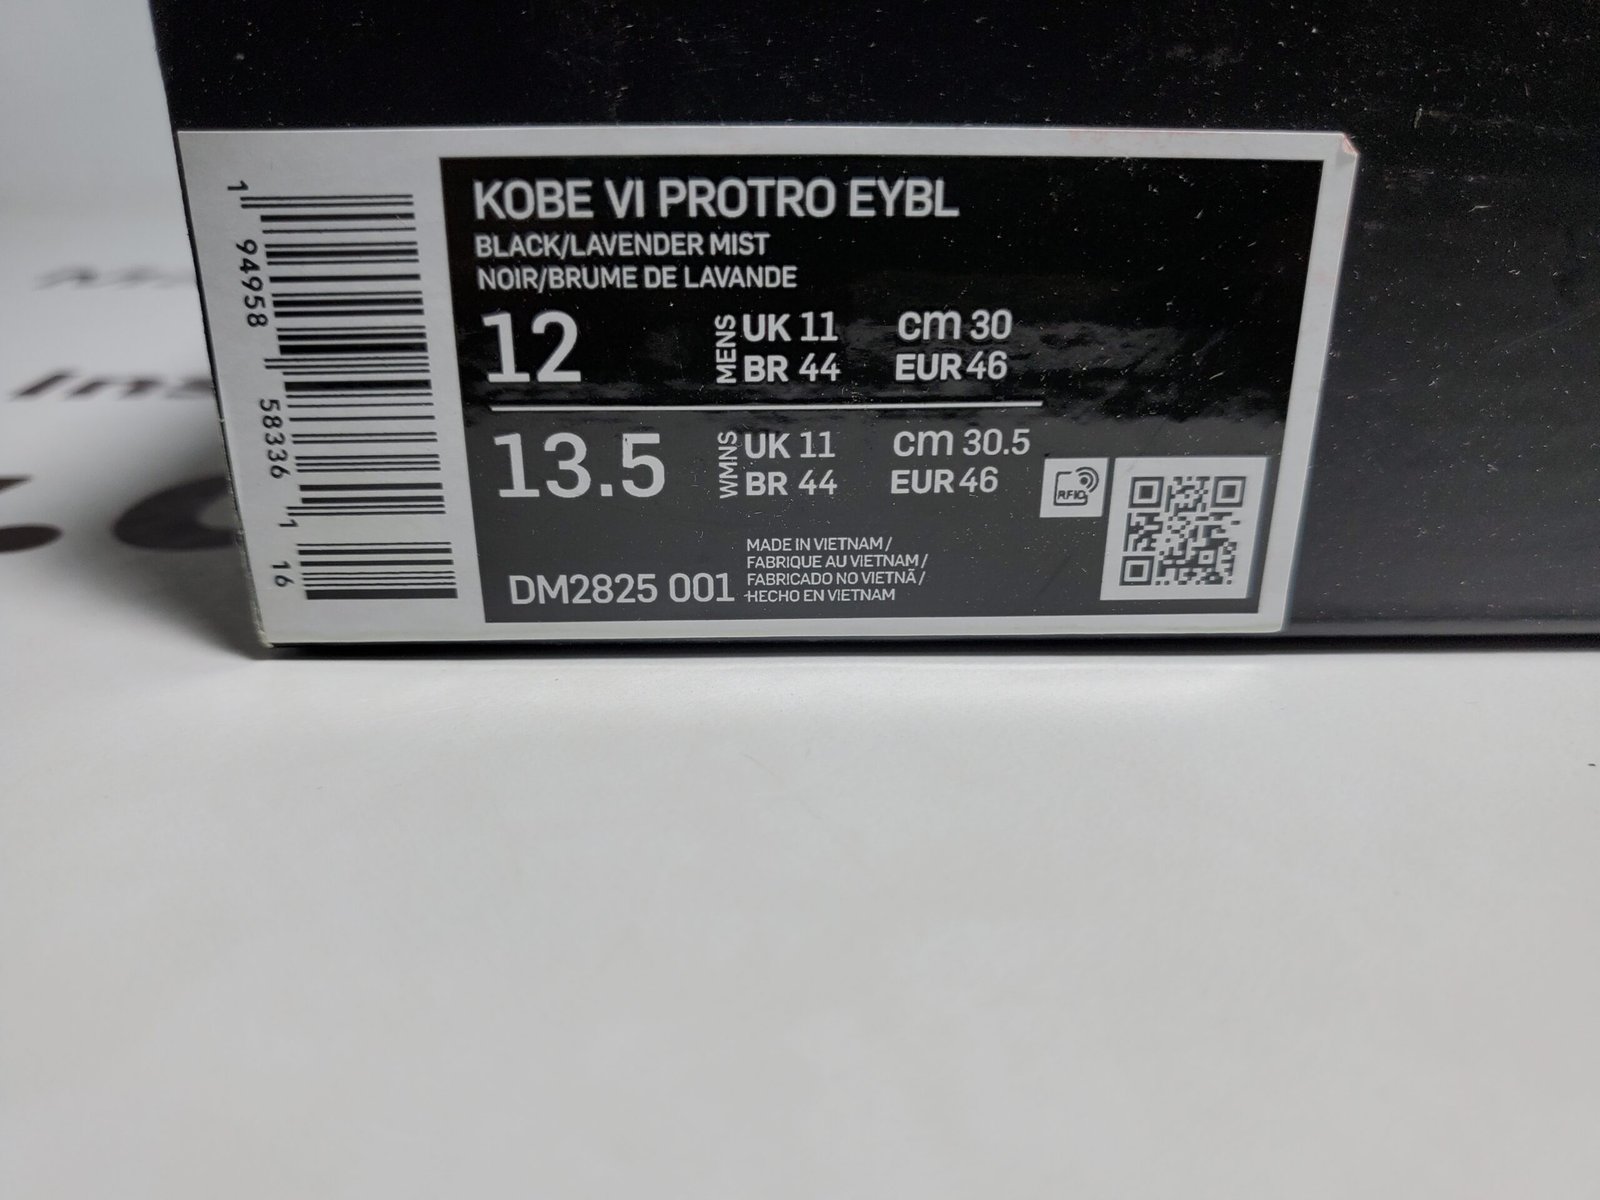 KOBE VI PROTRO EYBL
BLACK/LAVENDER MIST
NOIR/BRUME DE LAVANDE
12 MENS UK 11 cm 30
BR 44 EUR 46
13.5 WMNS UK 11 cm 30.5
BR 44 EUR 46
RFID
MADE IN VIETNAM /
FABRIQUE AU VIETNAM /
FABRICADO NO VIETNÃ /
HECHO EN VIETNAM
DM2825 001
1 94958 58336 1 16